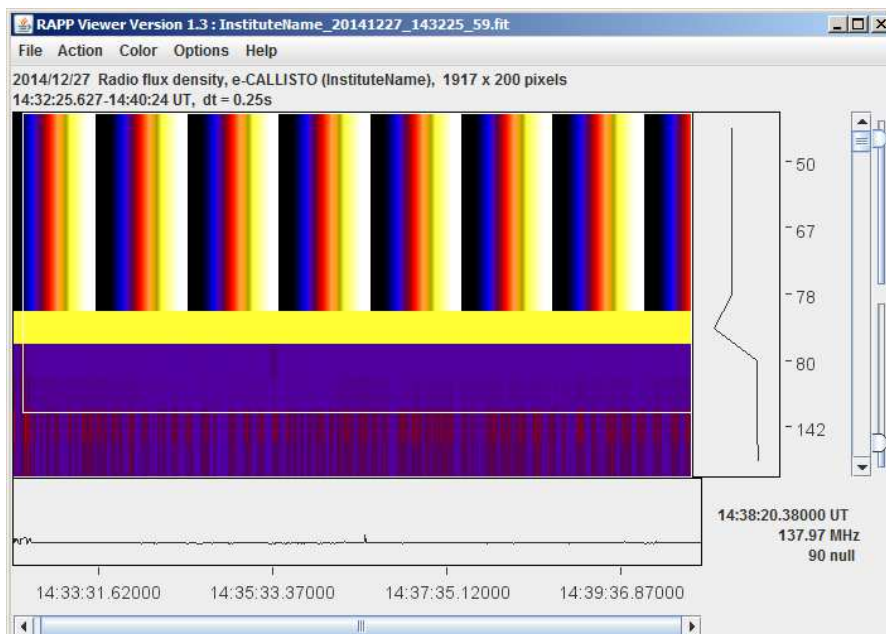 RAPP Viewer Version 1.3 : InstituteName_20141227_143225_59.fit
File Action Color Options Help
2014/12/27 Radio flux density, e-CALLISTO (InstituteName), 1917 x 200 pixels
14:32:25.627-14:40:24 UT, dt = 0.25s
50
67
78
80
142
14:38:20.38000 UT
137.97 MHz
90 null
14:33:31.62000 14:35:33.37000 14:37:35.12000 14:39:36.87000